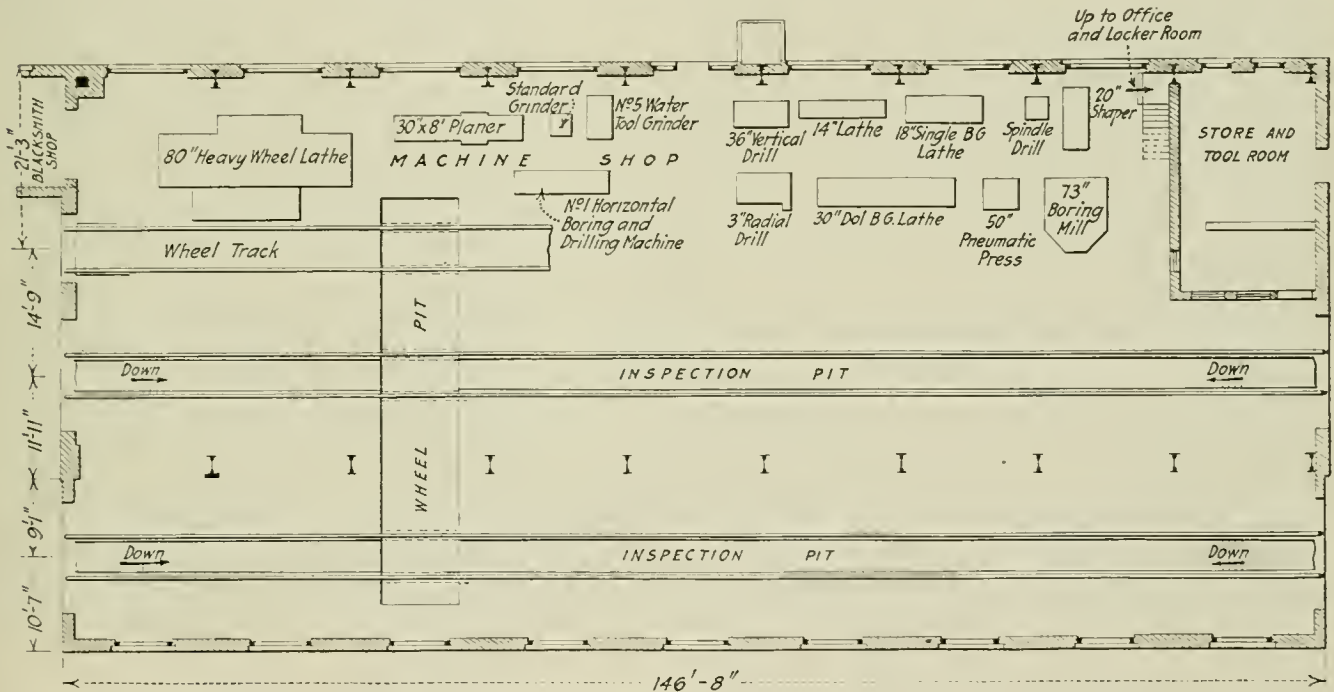 Up to Office
and Locker Room
Standard
Grinder
Nº5 Water
Tool Grinder
30"x8' Planer
80"Heavy Wheel Lathe
MACHINE SHOP
36"Vertical
Drill
14"Lathe
18"Single BG
Lathe
Spindle
Drill
20"
Shaper
STORE AND
TOOL ROOM
21'-3"
BLACKSMITH
SHOP
Nº1 Horizontal
Boring and
Drilling Machine
3"Radial
Drill
30"Dol B.G. Lathe
50"
Pneumatic
Press
73"
Boring
Mill
Wheel Track
14'-9"
WHEEL PIT
Down
INSPECTION PIT
Down
11'-11"
9'-1"
Down
INSPECTION PIT
Down
10'-7"
146'-8"